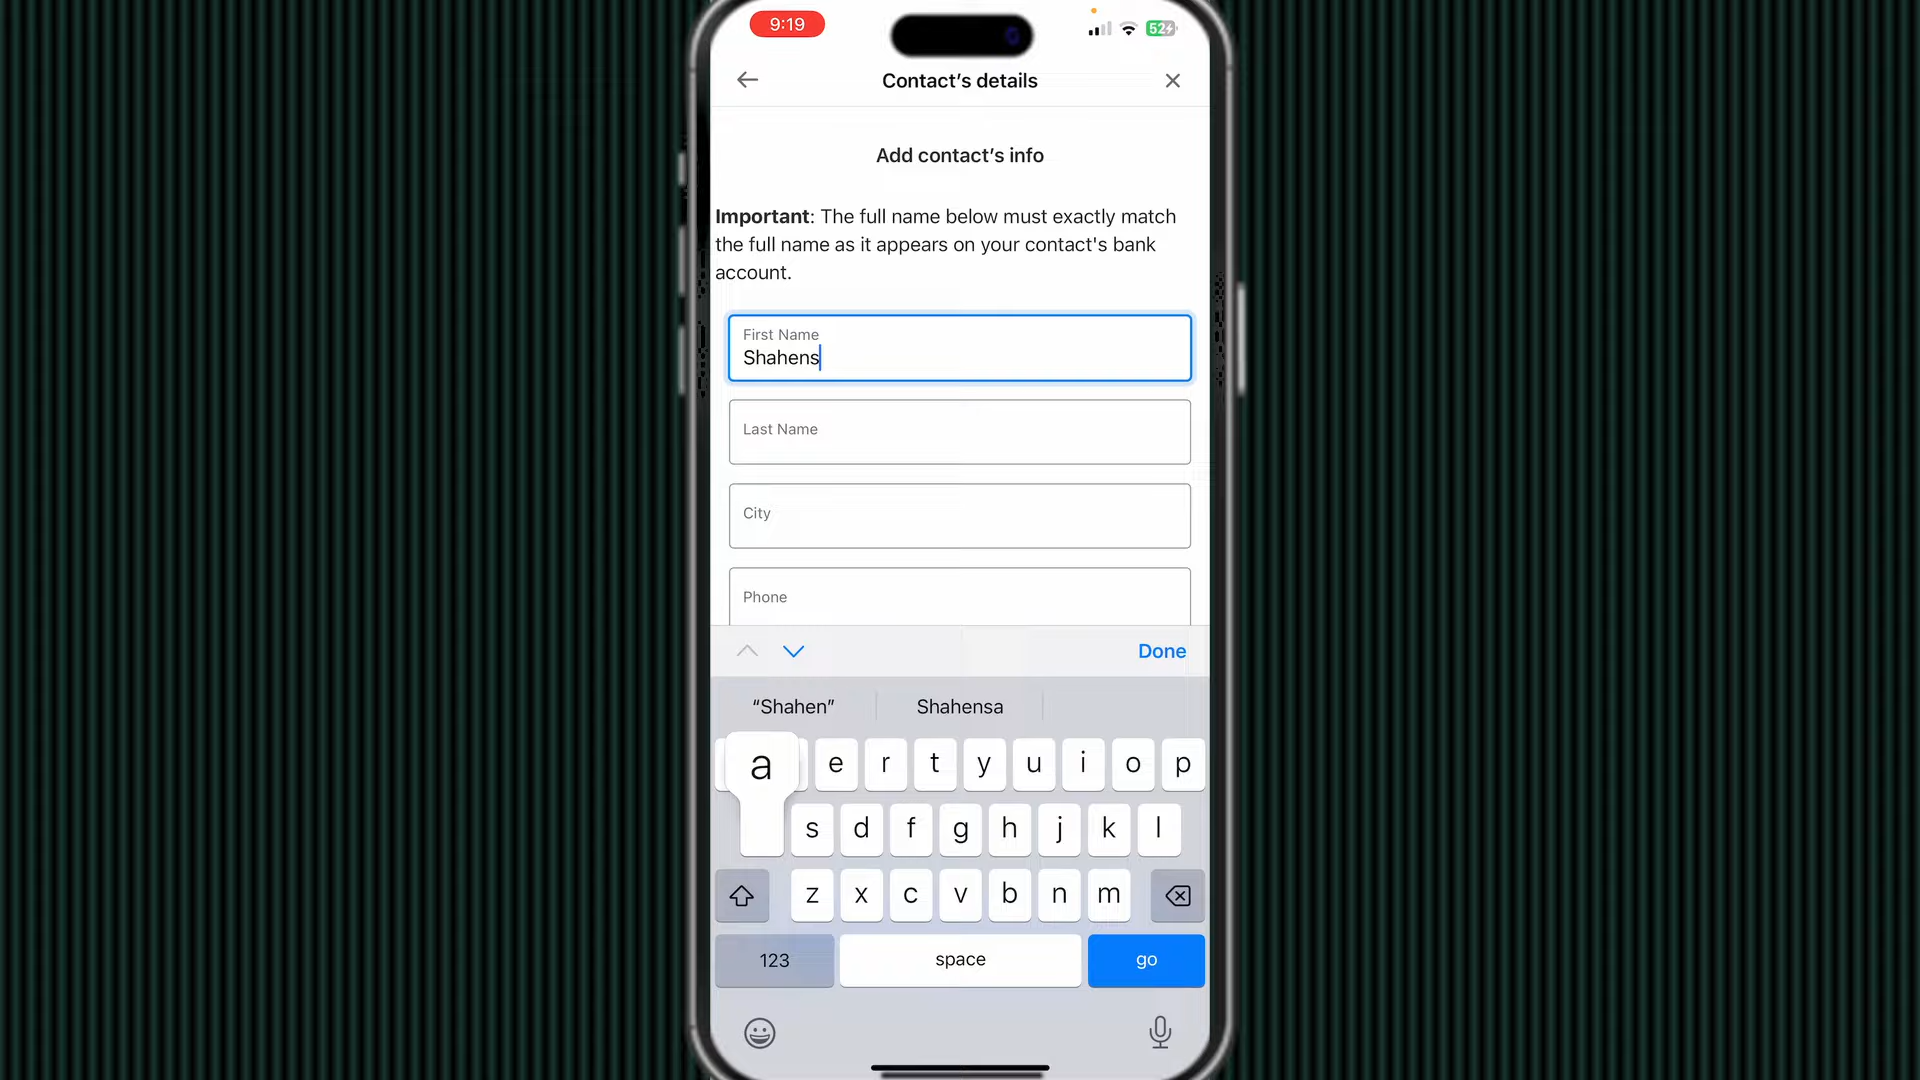 9:19
52
Contact's details
Add contact's info
Important: The full name below must exactly match
the full name as it appears on your contact's bank
account.
First Name
Shahens
Last Name
City
Phone
Done
“Shahen” Shahensa
a e r t y u i o p
s d f g h j k l
z x c v b n m
123 space go